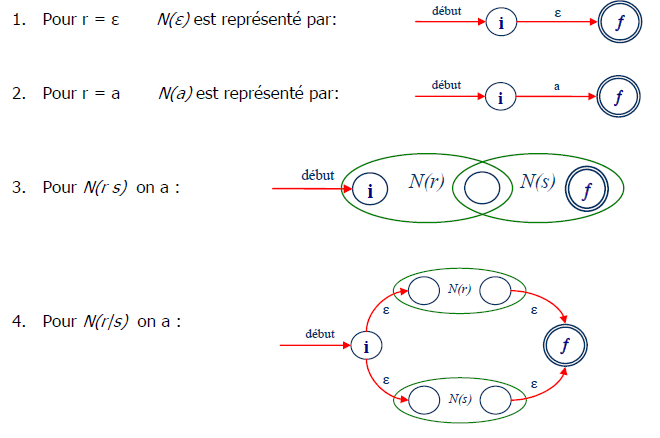 1. Pour r = ε N(ε) est représenté par: début i ε f
2. Pour r = a N(a) est représenté par: début i a f
3. Pour N(r s) on a : début i N(r) N(s) f
N(r)
ε ε
4. Pour N(r/s) on a : début i f
ε ε
N(s)